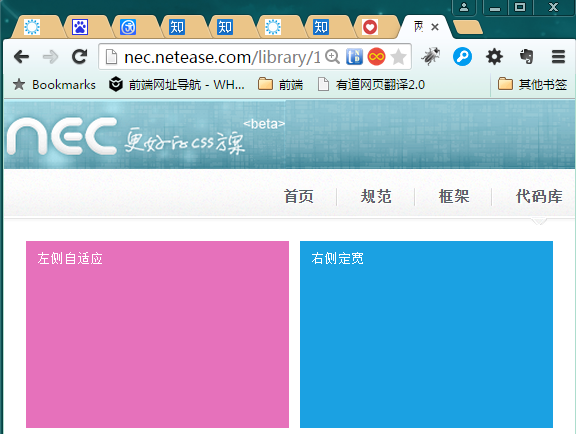 知
知
知
网
nec.netease.com/library/1
Bookmarks
前端网址导航 - WH...
前端
有道网页翻译2.0
其他书签
nec 更好的css方案 <beta>
首页
规范
框架
代码库
左侧自适应
右侧定宽